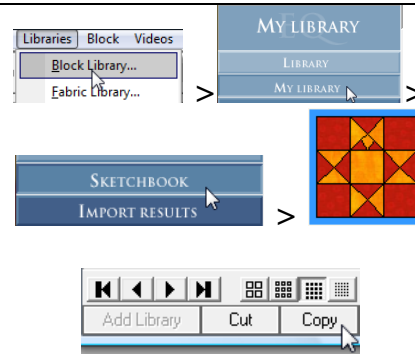 Libraries Block Videos
Block Library...
Fabric Library...
>
MY LIBRARY
LIBRARY
MY LIBRARY
>
SKETCHBOOK
IMPORT RESULTS
>
Add Library Cut Copy